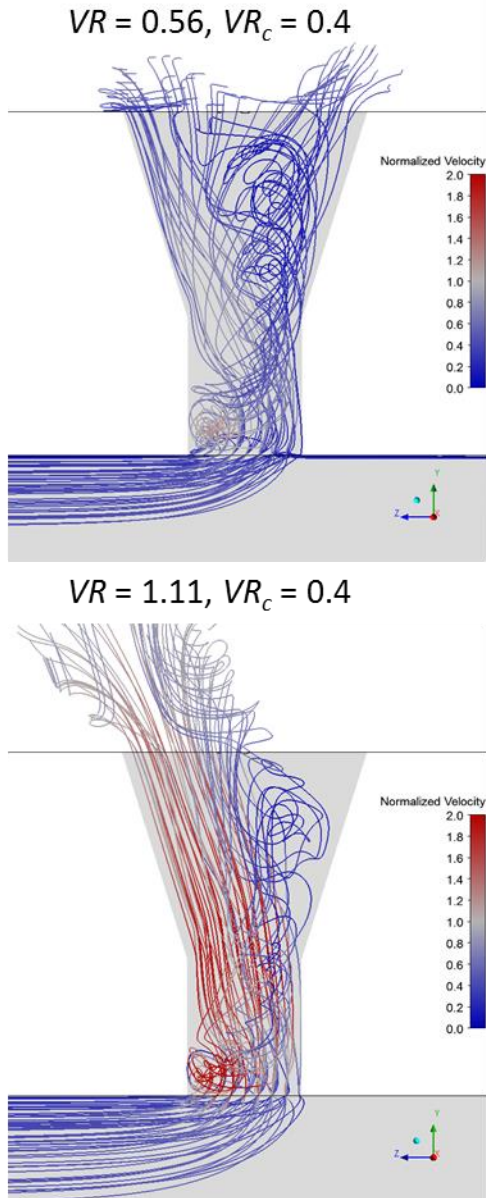 VR = 0.56, VRc = 0.4
Normalized Velocity
2.0
1.8
1.6
1.4
1.2
1.0
0.8
0.6
0.4
0.2
0.0
Y
Z
X
VR = 1.11, VRc = 0.4
Normalized Velocity
2.0
1.8
1.6
1.4
1.2
1.0
0.8
0.6
0.4
0.2
0.0
Y
Z
X